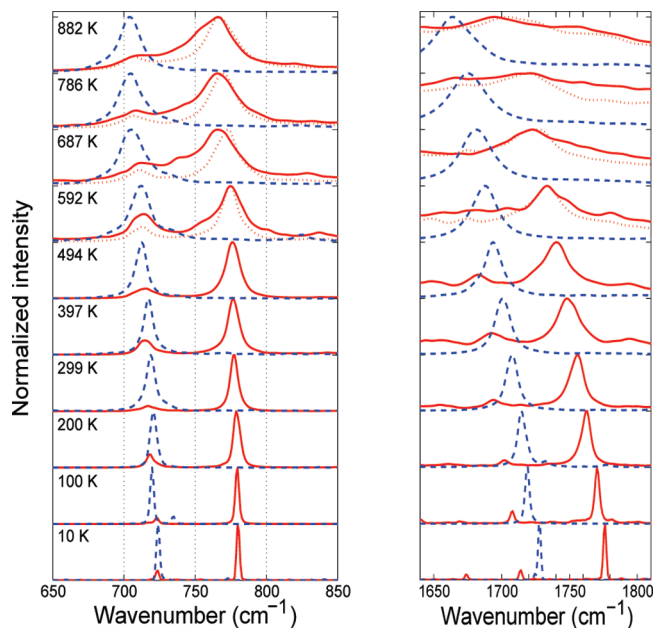 Normalized intensity
882 K
786 K
687 K
592 K
494 K
397 K
299 K
200 K
100 K
10 K
650 700 750 800 850
Wavenumber (cm⁻¹)
1650 1700 1750 1800
Wavenumber (cm⁻¹)